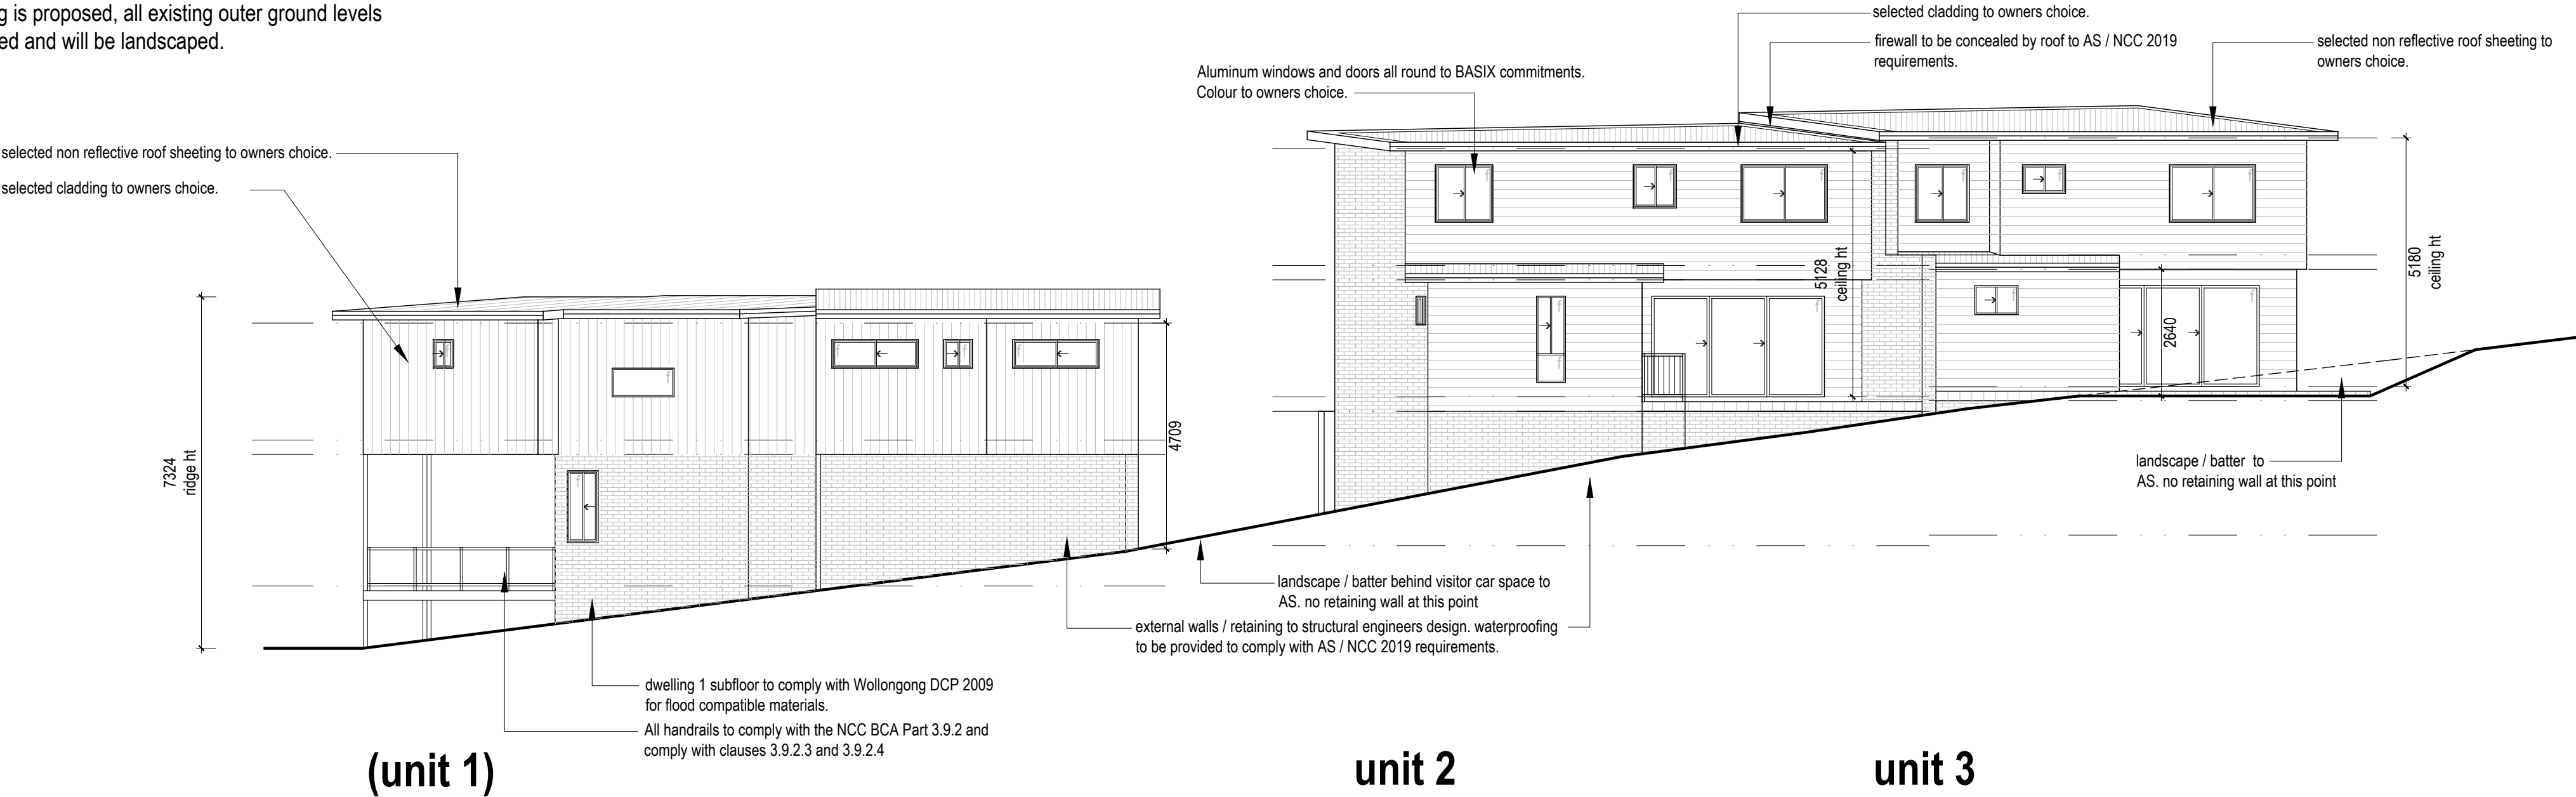 g is proposed, all existing outer ground levels
ed and will be landscaped.
selected cladding to owners choice.
firewall to be concealed by roof to AS / NCC 2019
requirements.
selected non reflective roof sheeting to
owners choice.
Aluminum windows and doors all round to BASIX commitments.
Colour to owners choice.
selected non reflective roof sheeting to owners choice.
selected cladding to owners choice.
7324
ridge ht
4709
5128
ceiling ht
2640
5180
ceiling ht
landscape / batter to
AS. no retaining wall at this point
landscape / batter behind visitor car space to
AS. no retaining wall at this point
external walls / retaining to structural engineers design. waterproofing
to be provided to comply with AS / NCC 2019 requirements.
dwelling 1 subfloor to comply with Wollongong DCP 2009
for flood compatible materials.
All handrails to comply with the NCC BCA Part 3.9.2 and
comply with clauses 3.9.2.3 and 3.9.2.4
(unit 1)
unit 2
unit 3